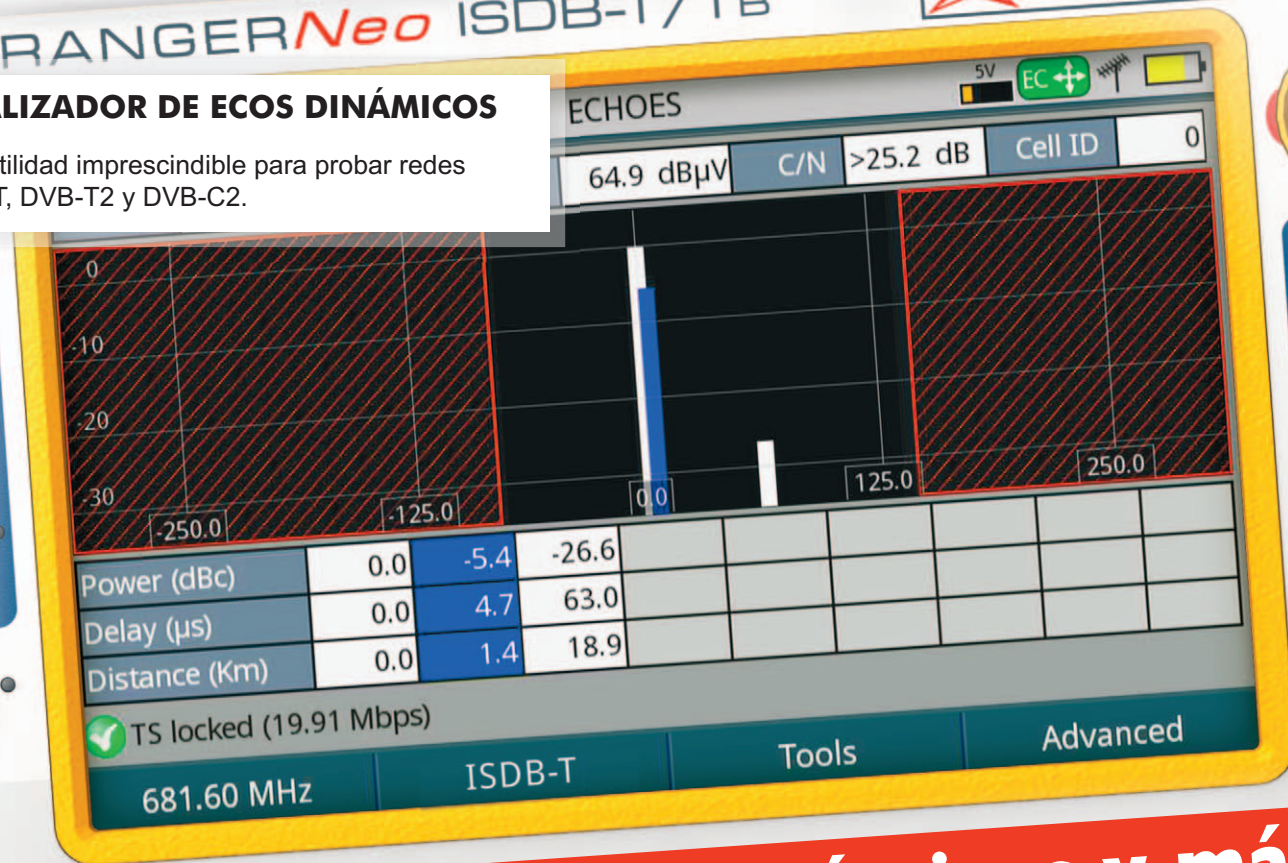 RANGERNeo ISDB-T/TB
ALIZADOR DE ECOS DINÁMICOS
tilidad imprescindible para probar redes
T, DVB-T2 y DVB-C2.
ECHOES
5V
EC
64.9 dBµV C/N >25.2 dB Cell ID 0
0
-10
-20
-30
-250.0 -125.0 0.0 125.0 250.0
Power (dBc) 0.0 -5.4 -26.6
Delay (µs) 0.0 4.7 63.0
Distance (Km) 0.0 1.4 18.9
TS locked (19.91 Mbps)
681.60 MHz ISDB-T Tools Advanced
y má